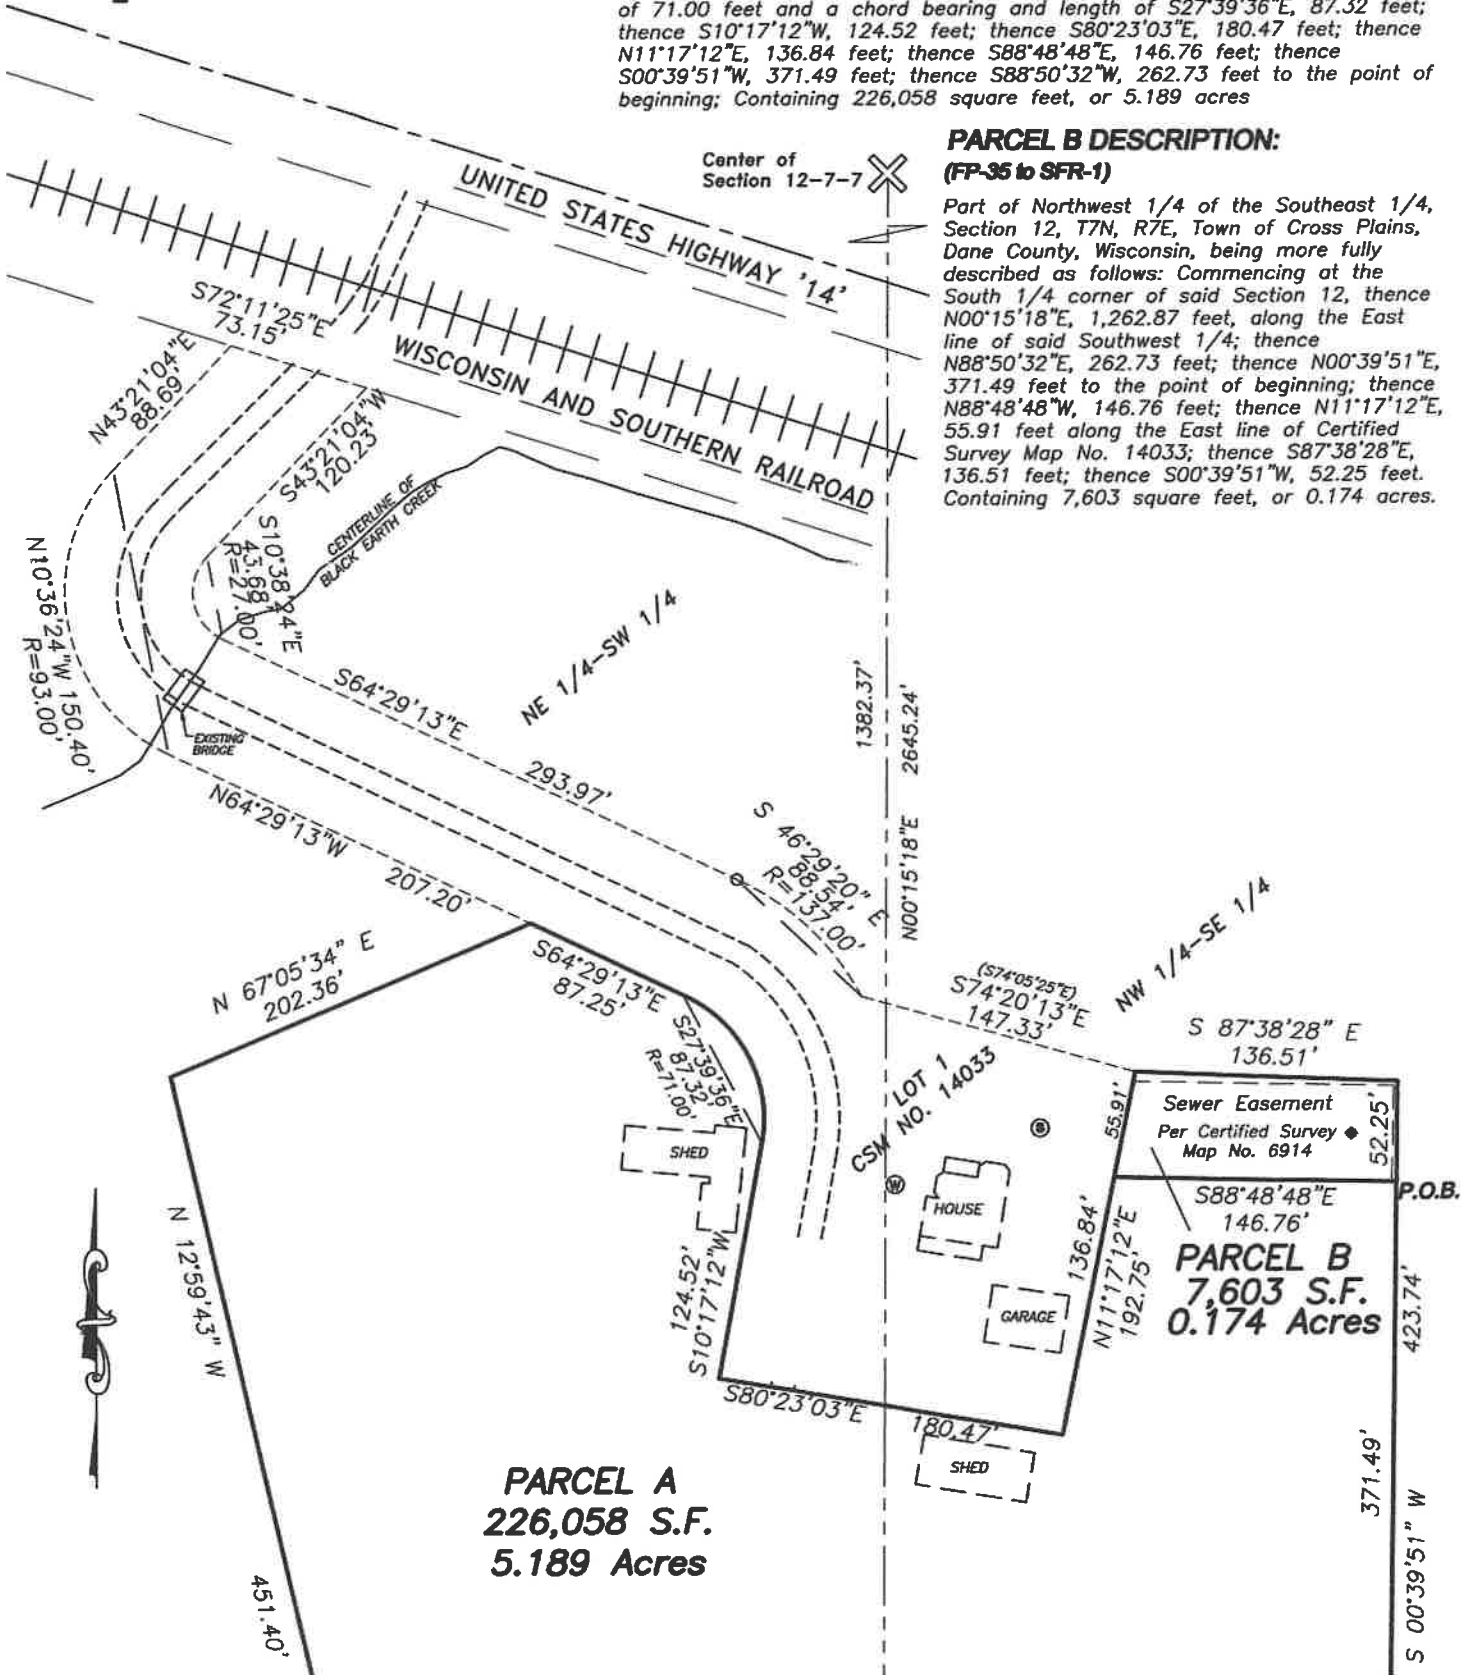 of 71.00 feet and a chord bearing and length of S27°39'36"E, 87.32 feet;
thence S10°17'12"W, 124.52 feet; thence S80°23'03"E, 180.47 feet; thence
N11°17'12"E, 136.84 feet; thence S88°48'48"E, 146.76 feet; thence
S00°39'51"W, 371.49 feet; thence S88°50'32"W, 262.73 feet to the point of
beginning; Containing 226,058 square feet, or 5.189 acres
PARCEL B DESCRIPTION:
(FP-35 to SFR-1)
Part of Northwest 1/4 of the Southeast 1/4,
Section 12, T7N, R7E, Town of Cross Plains,
Dane County, Wisconsin, being more fully
described as follows: Commencing at the
South 1/4 corner of said Section 12, thence
N00°15'18"E, 1,262.87 feet, along the East
line of said Southwest 1/4; thence
N88°50'32"E, 262.73 feet; thence N00°39'51"E,
371.49 feet to the point of beginning; thence
N88°48'48"W, 146.76 feet; thence N11°17'12"E,
55.91 feet along the East line of Certified
Survey Map No. 14033; thence S87°38'28"E,
136.51 feet; thence S00°39'51"W, 52.25 feet.
Containing 7,603 square feet, or 0.174 acres.
Center of
Section 12-7-7
UNITED STATES HIGHWAY '14'
WISCONSIN AND SOUTHERN RAILROAD
S72°11'25"E
73.15'
N43°21'04"E
88.69'
S43°21'04"W
120.23'
CENTERLINE OF
BLACK EARTH CREEK
S10°38'24"E
43.68'
R=27.00'
N10°36'24"W 150.40'
R=93.00'
EXISTING
BRIDGE
NE 1/4-SW 1/4
S64°29'13"E
293.97'
N64°29'13"W
207.20'
1382.37'
2645.24'
N00°15'18"E
S 46°29'20" E
88.54'
R=137.00'
NW 1/4-SE 1/4
N 67°05'34" E
202.36'
S64°29'13"E
87.25'
S27°39'36"E
87.32'
R=71.00'
(S74°05'25"E)
S74°20'13"E
147.33'
S 87°38'28" E
136.51'
LOT 1
CSM NO. 14033
55.91'
Sewer Easement
Per Certified Survey
Map No. 6914
52.25'
P.O.B.
S
W
SHED
HOUSE
S88°48'48"E
146.76'
PARCEL B
7,603 S.F.
0.174 Acres
N 12°59'43" W
451.40'
124.52'
S10°17'12"W
136.84'
N11°17'12"E
192.75'
GARAGE
423.74'
S80°23'03"E
180.47'
SHED
PARCEL A
226,058 S.F.
5.189 Acres
371.49'
S 00°39'51" W